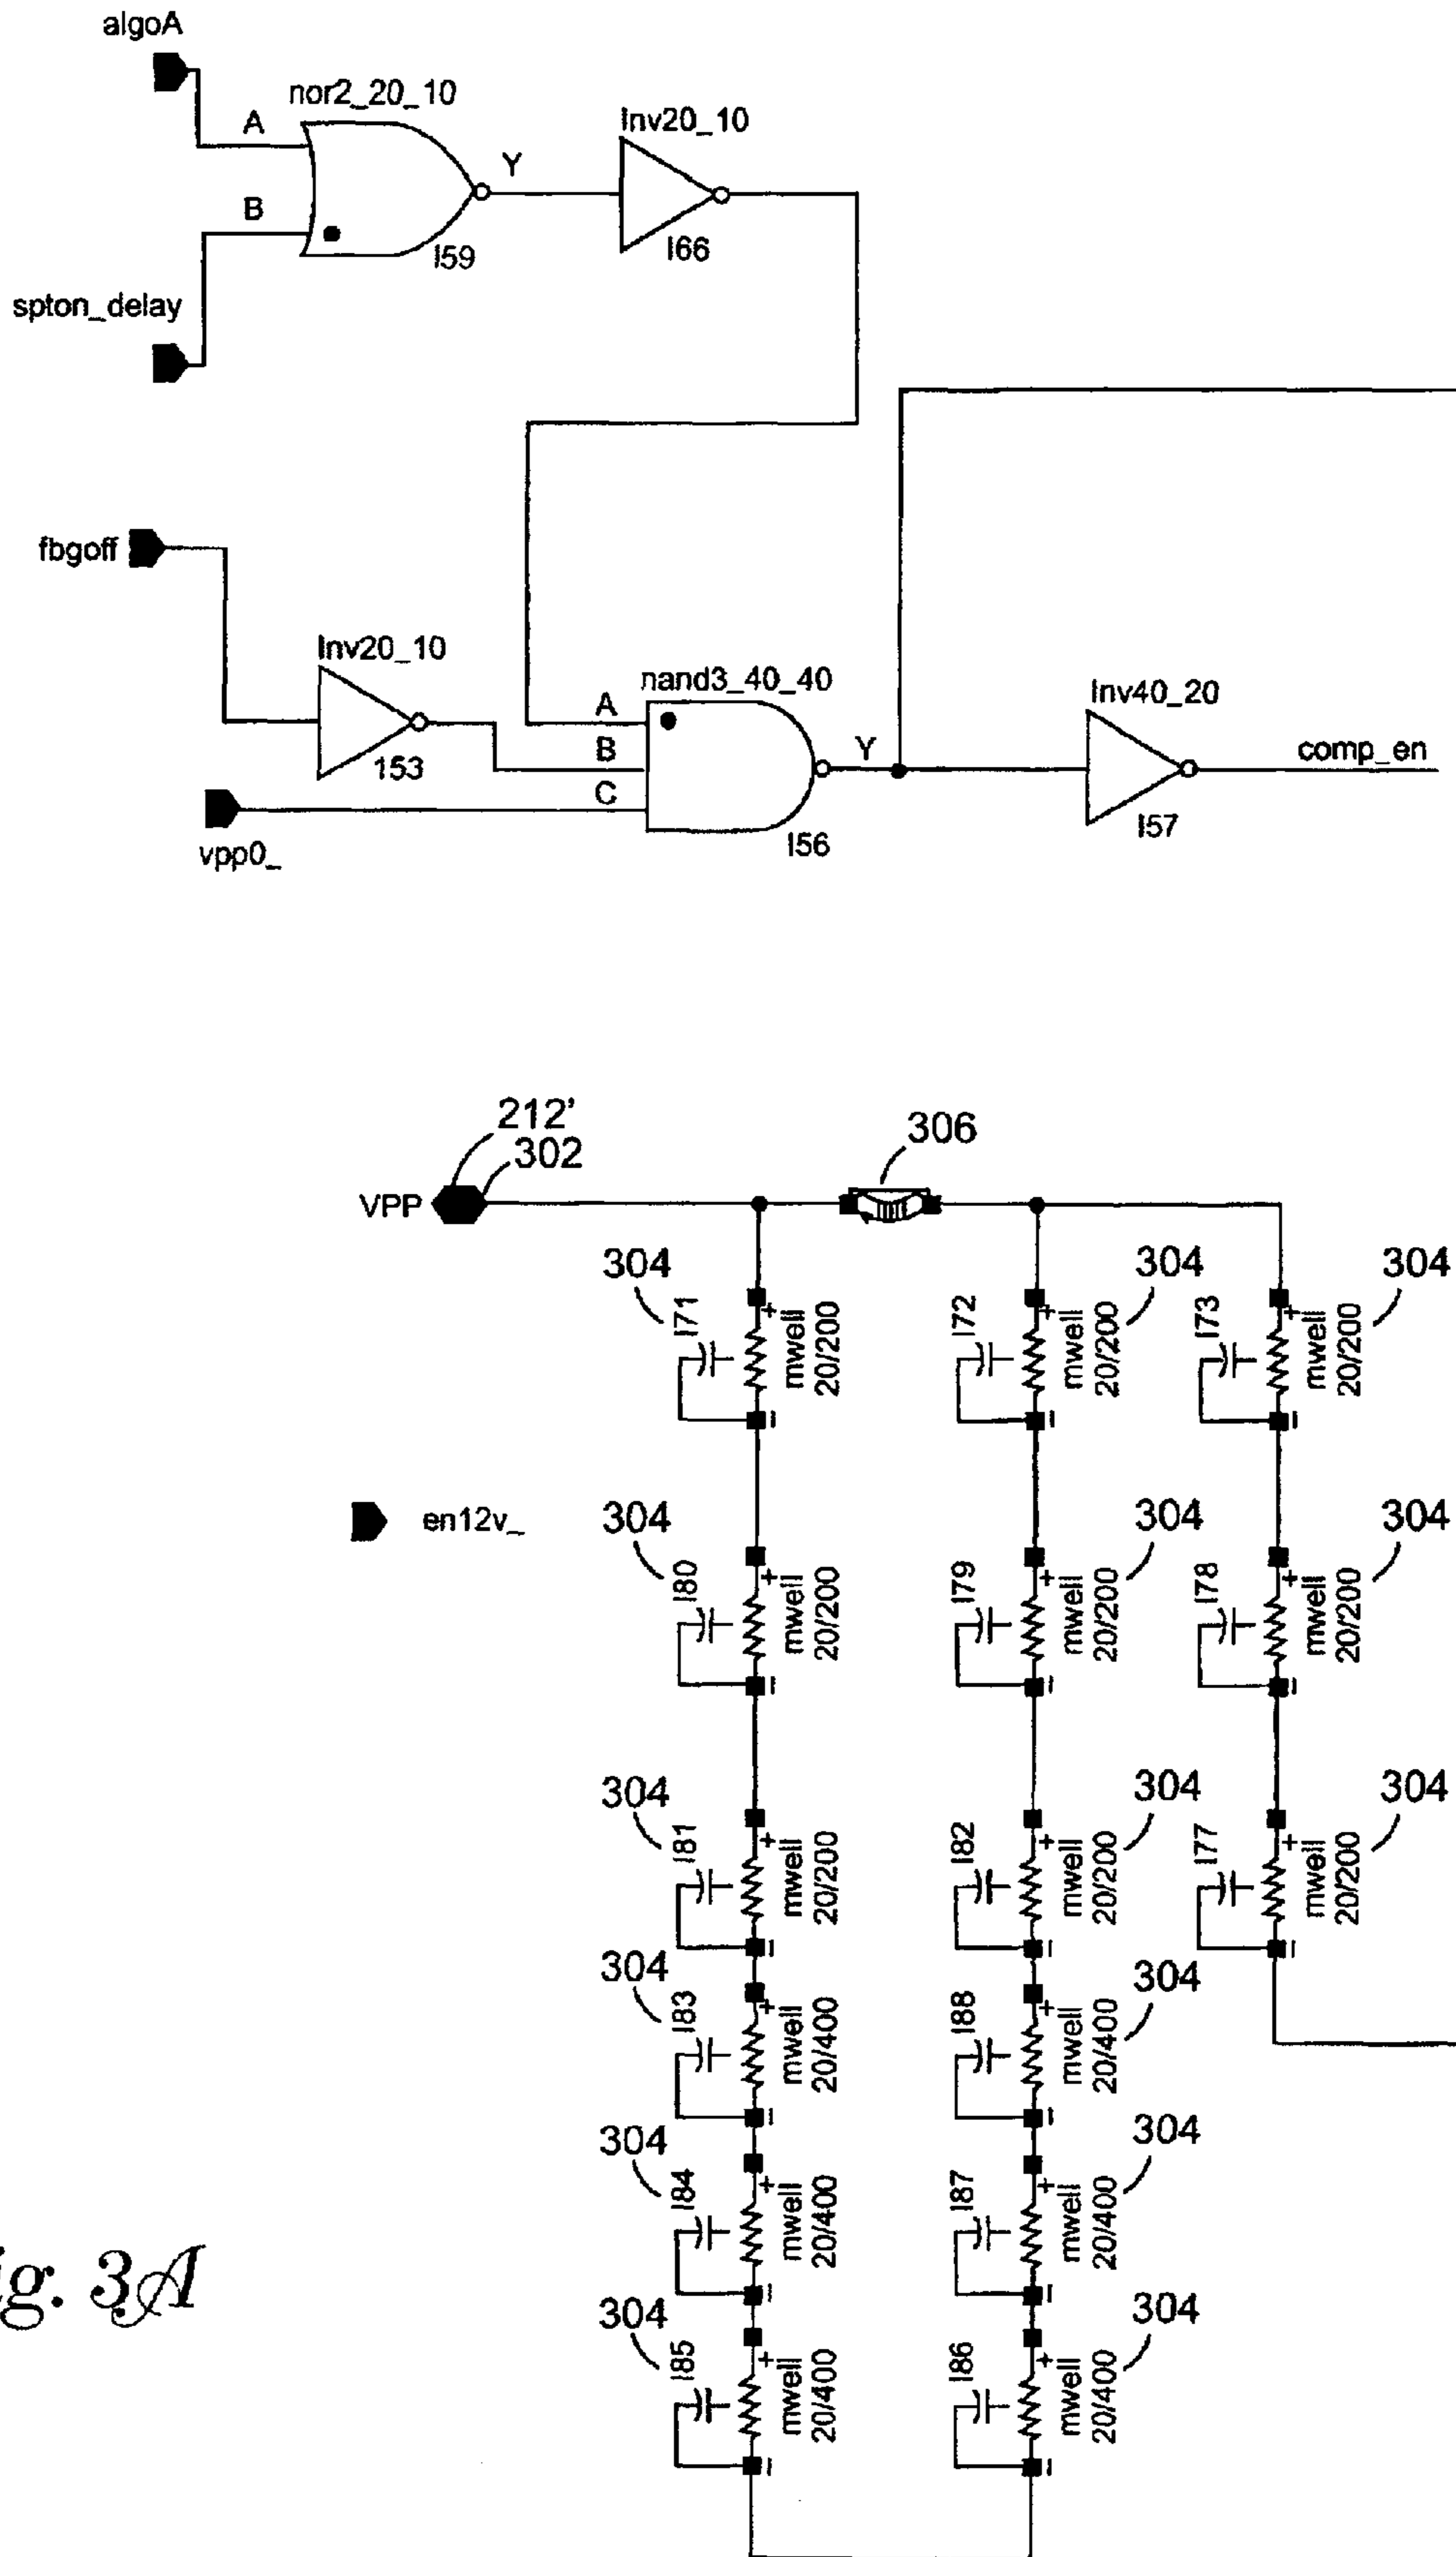 algoA
nor2_20_10
A
Y
B
I59
Inv20_10
I66
spton_delay
fbgoff
Inv20_10
153
vpp0_
nand3_40_40
A
B
C
Y
I56
Inv40_20
I57
comp_en
212'
302
VPP
306
304
I71
mwell
20/200
+
I72
mwell
20/200
+
304
I73
mwell
20/200
+
304
en12v_
304
I80
mwell
20/200
+
I79
mwell
20/200
+
304
I78
mwell
20/200
+
304
304
I81
mwell
20/200
+
I82
mwell
20/200
+
304
I77
mwell
20/200
+
304
304
I83
mwell
20/400
+
I88
mwell
20/400
+
304
304
I84
mwell
20/400
+
I87
mwell
20/400
+
304
304
I85
mwell
20/400
+
I86
mwell
20/400
+
304
ig. 3A